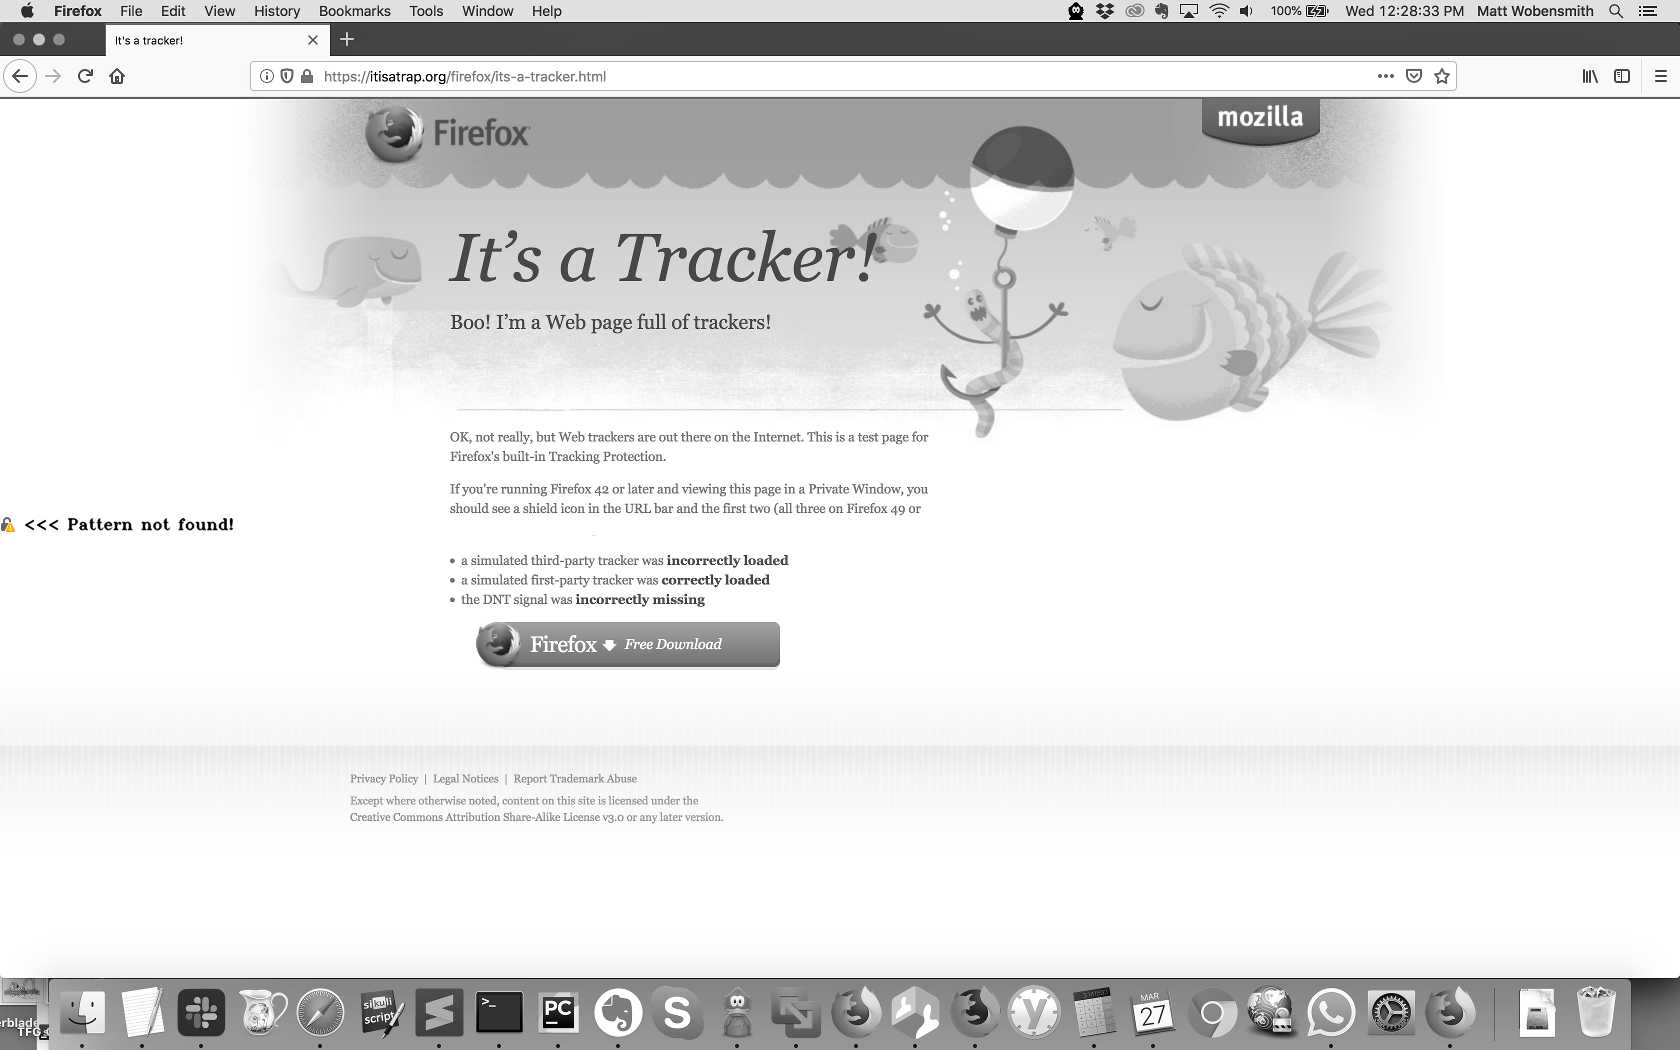 Firefox File Edit View History Bookmarks Tools Window Help 100% Wed 12:28:33 PM Matt Wobensmith
It's a tracker!
https://itisatrap.org/firefox/its-a-tracker.html
Firefox
mozilla
It's a Tracker!
Boo! I'm a Web page full of trackers!
OK, not really, but Web trackers are out there on the Internet. This is a test page for
Firefox's built-in Tracking Protection.
If you're running Firefox 42 or later and viewing this page in a Private Window, you
should see a shield icon in the URL bar and the first two (all three on Firefox 49 or
<<< Pattern not found!
• a simulated third-party tracker was incorrectly loaded
• a simulated first-party tracker was correctly loaded
• the DNT signal was incorrectly missing
Firefox Free Download
Privacy Policy | Legal Notices | Report Trademark Abuse
Except where otherwise noted, content on this site is licensed under the
Creative Commons Attribution Share-Alike License v3.0 or any later version.
erblade
TFG
sikuli
script
>_
PC
S
MAR
27